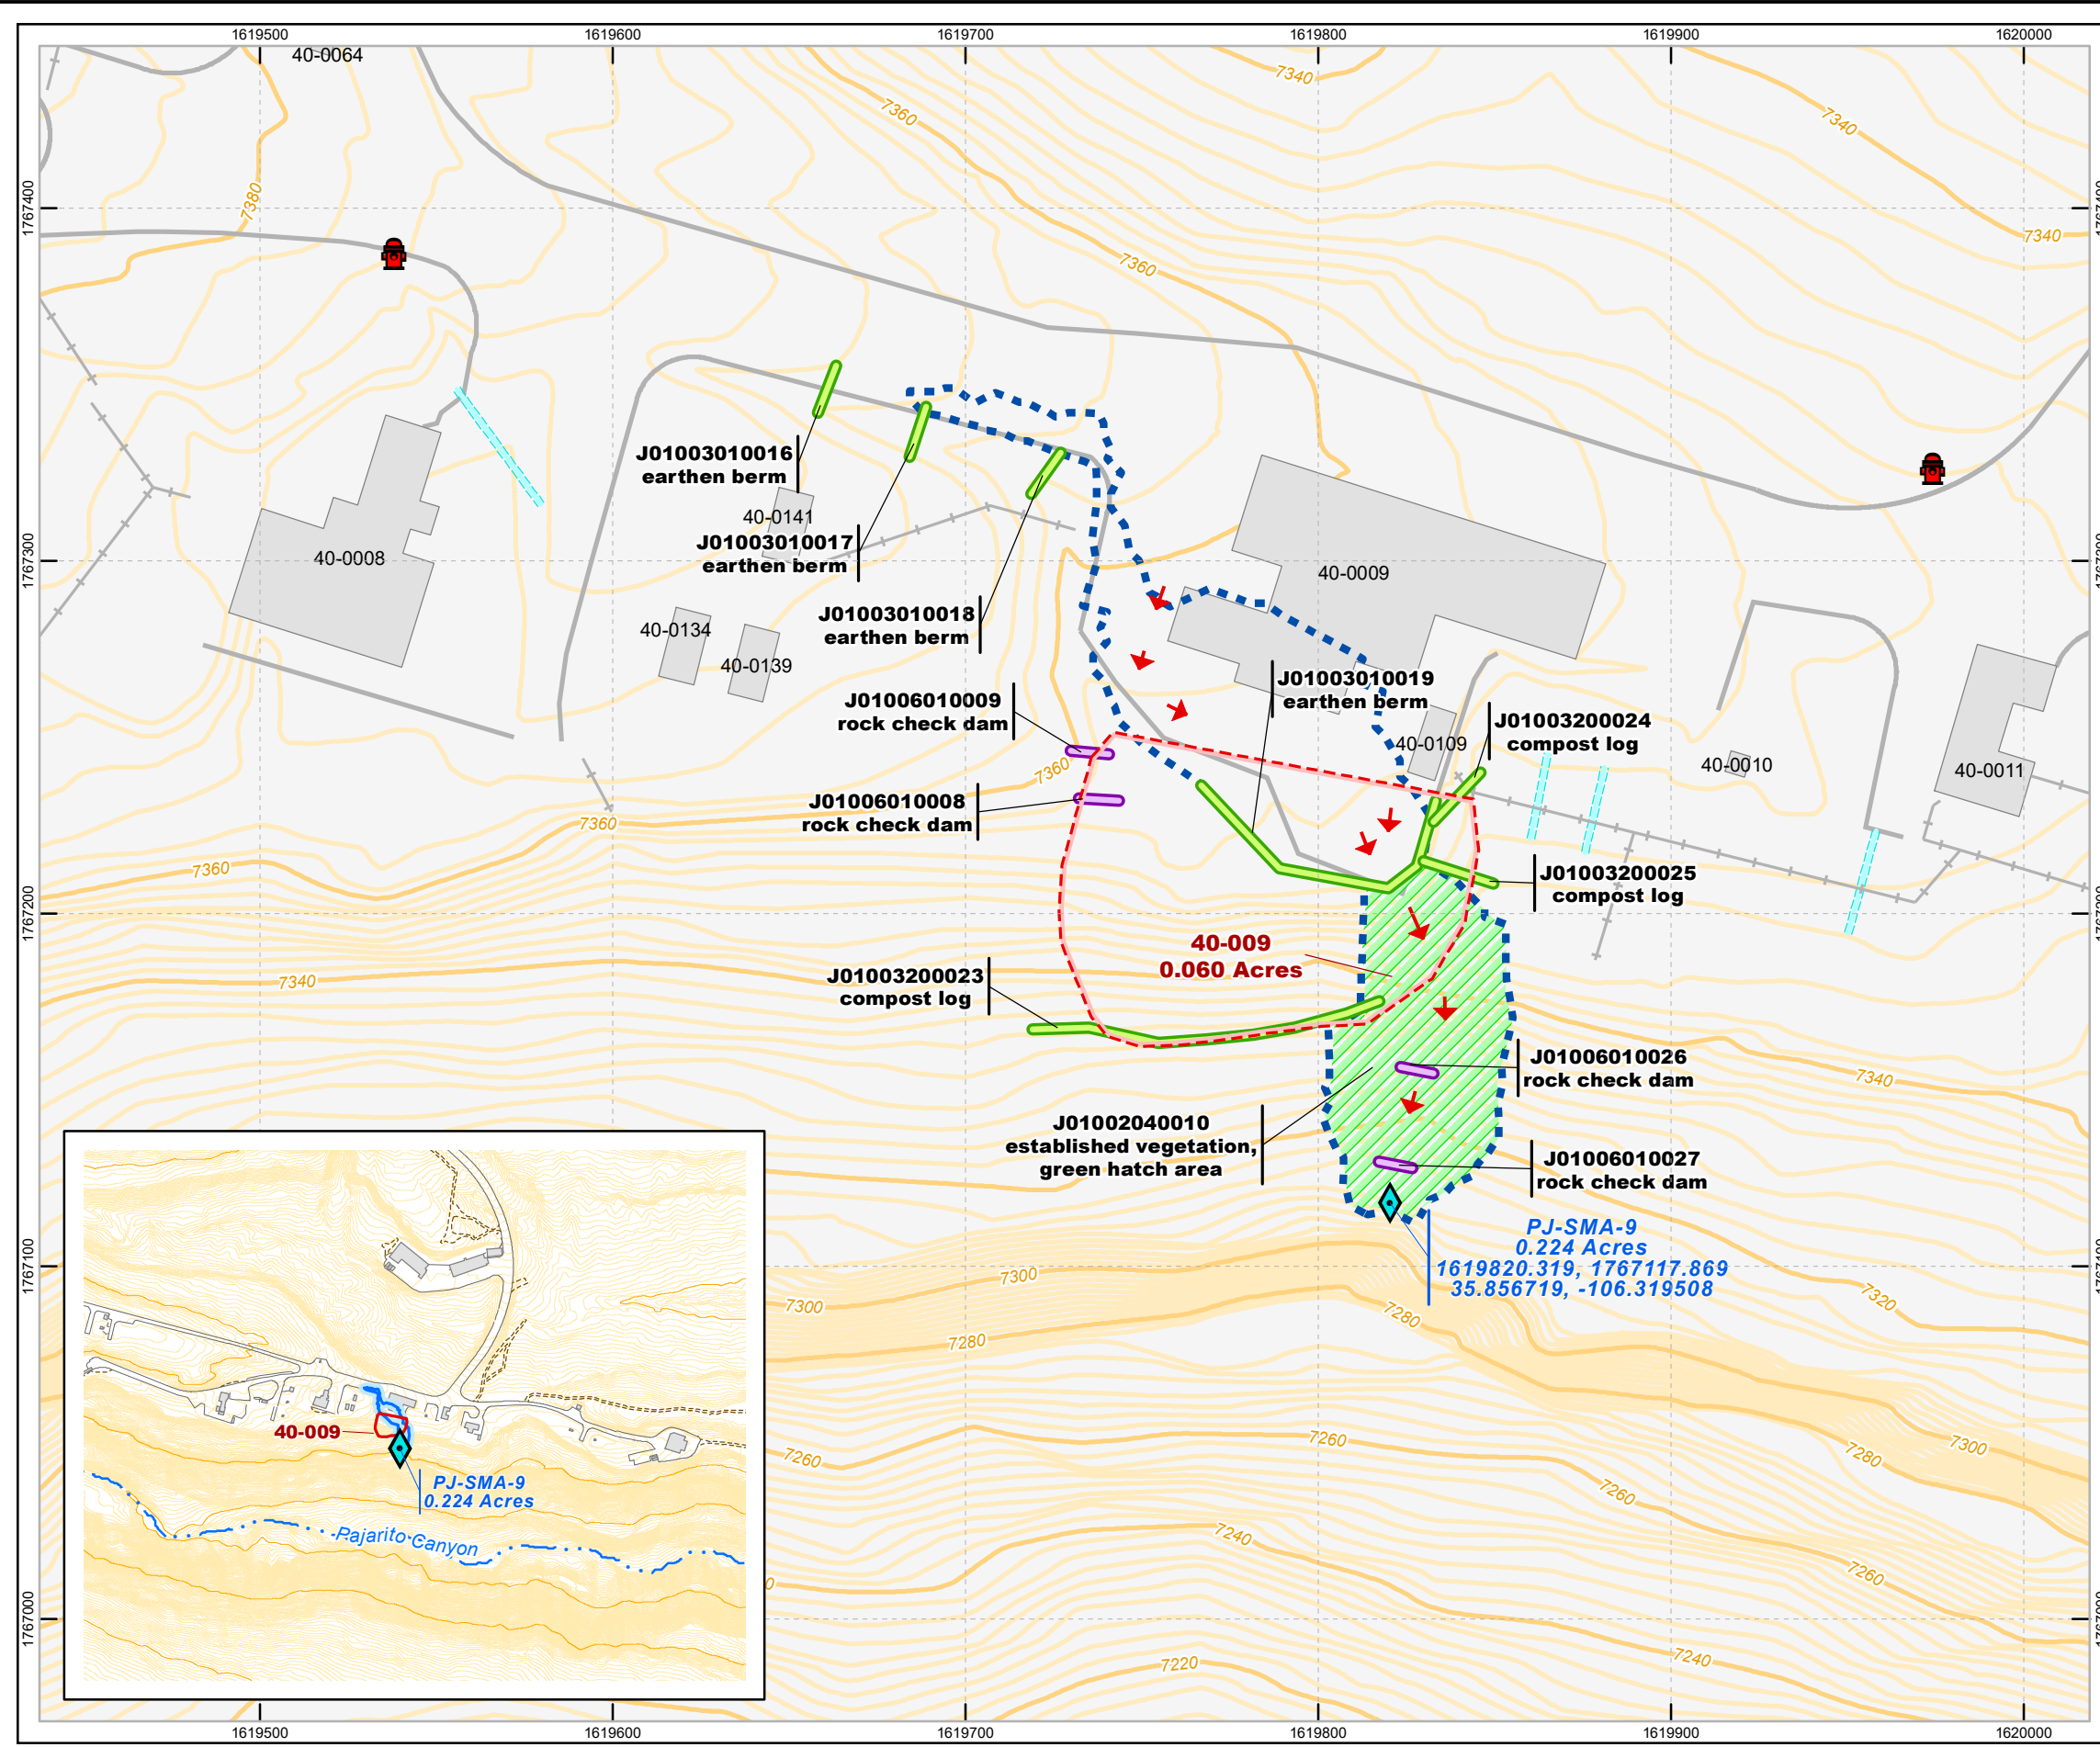 1619500
1619600
1619700
1619800
1619900
1620000
40-0064
7340
7360
7340
7380
1767400
1767400
7340
7360
J01003010016
earthen berm
40-0141
J01003010017
earthen berm
40-0008
1767300
1767300
40-0009
J01003010018
earthen berm
40-0134
40-0139
J01003010019
earthen berm
J01006010009
rock check dam
J01003200024
compost log
40-0109
40-0010
40-0011
7360
J01006010008
rock check dam
7360
7360
J01003200025
compost log
1767200
1767200
40-009
0.060 Acres
J01003200023
compost log
7340
J01006010026
rock check dam
7340
J01002040010
established vegetation,
green hatch area
J01006010027
rock check dam
PJ-SMA-9
0.224 Acres
1619820.319, 1767117.869
35.856719, -106.319508
1767100
1767100
7300
7300
7320
7280
7280
40-009
PJ-SMA-9
0.224 Acres
Pajarito Canyon
7260
7260
7280
7300
7260
7240
7260
1767000
1767000
7220
7240
1619500
1619600
1619700
1619800
1619900
1620000